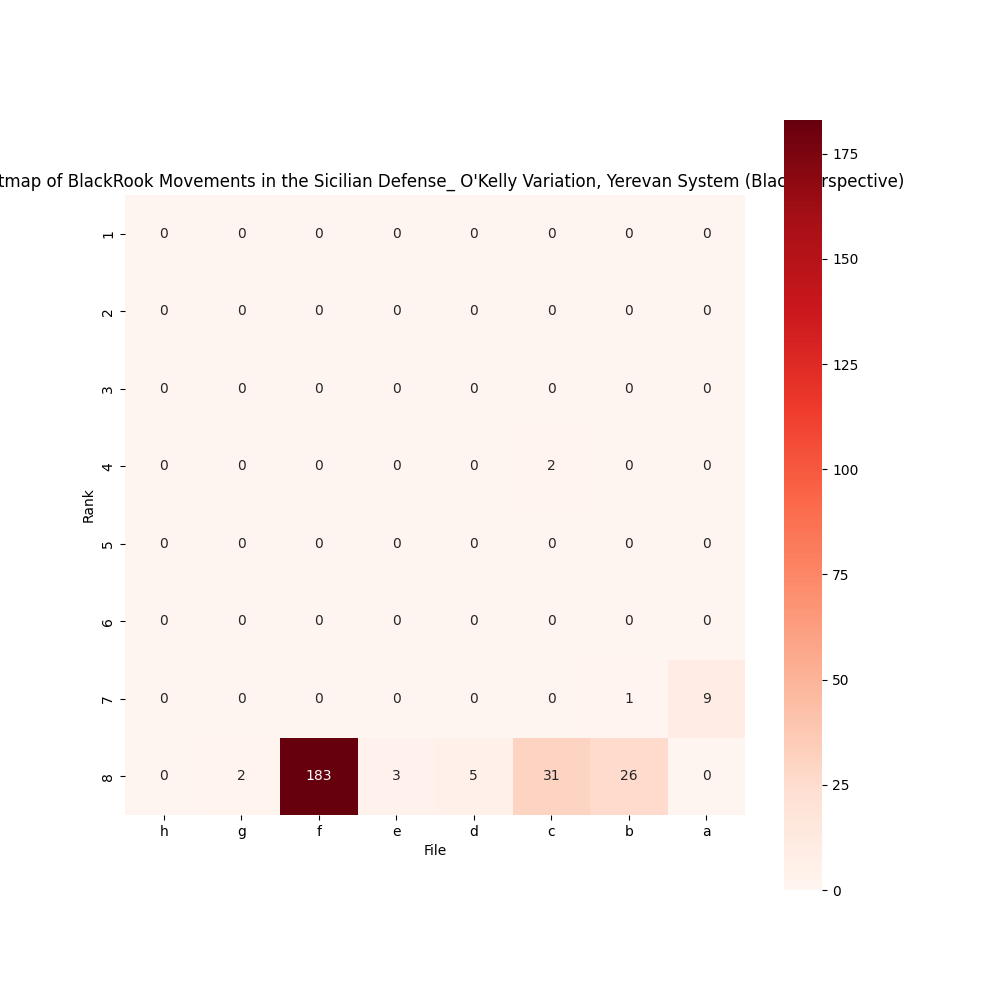 tmap of BlackRook Movements in the Sicilian Defense_ O'Kelly Variation, Yerevan System (Black Perspective)
1 0 0 0 0 0 0 0 0
2 0 0 0 0 0 0 0 0
3 0 0 0 0 0 0 0 0
4 0 0 0 0 0 2 0 0
Rank
5 0 0 0 0 0 0 0 0
6 0 0 0 0 0 0 0 0
7 0 0 0 0 0 0 1 9
8 0 2 183 3 5 31 26 0
h g f e d c b a
File
175
150
125
100
75
50
25
0